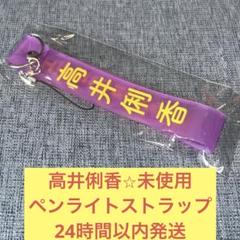 高井俐香
高井俐香☆未使用
ペンライトストラップ
24時間以内発送